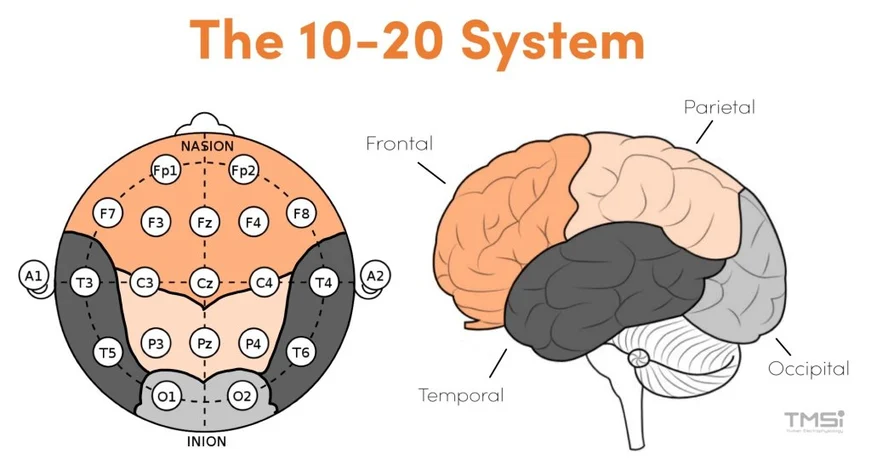 The 10-20 System
Parietal
Frontal
NASION
Fp1 Fp2
F7 F3 Fz F4 F8
A1 T3 C3 Cz C4 T4 A2
T5 P3 Pz P4 T6
O1 O2
INION
Temporal
Occipital
TMSi